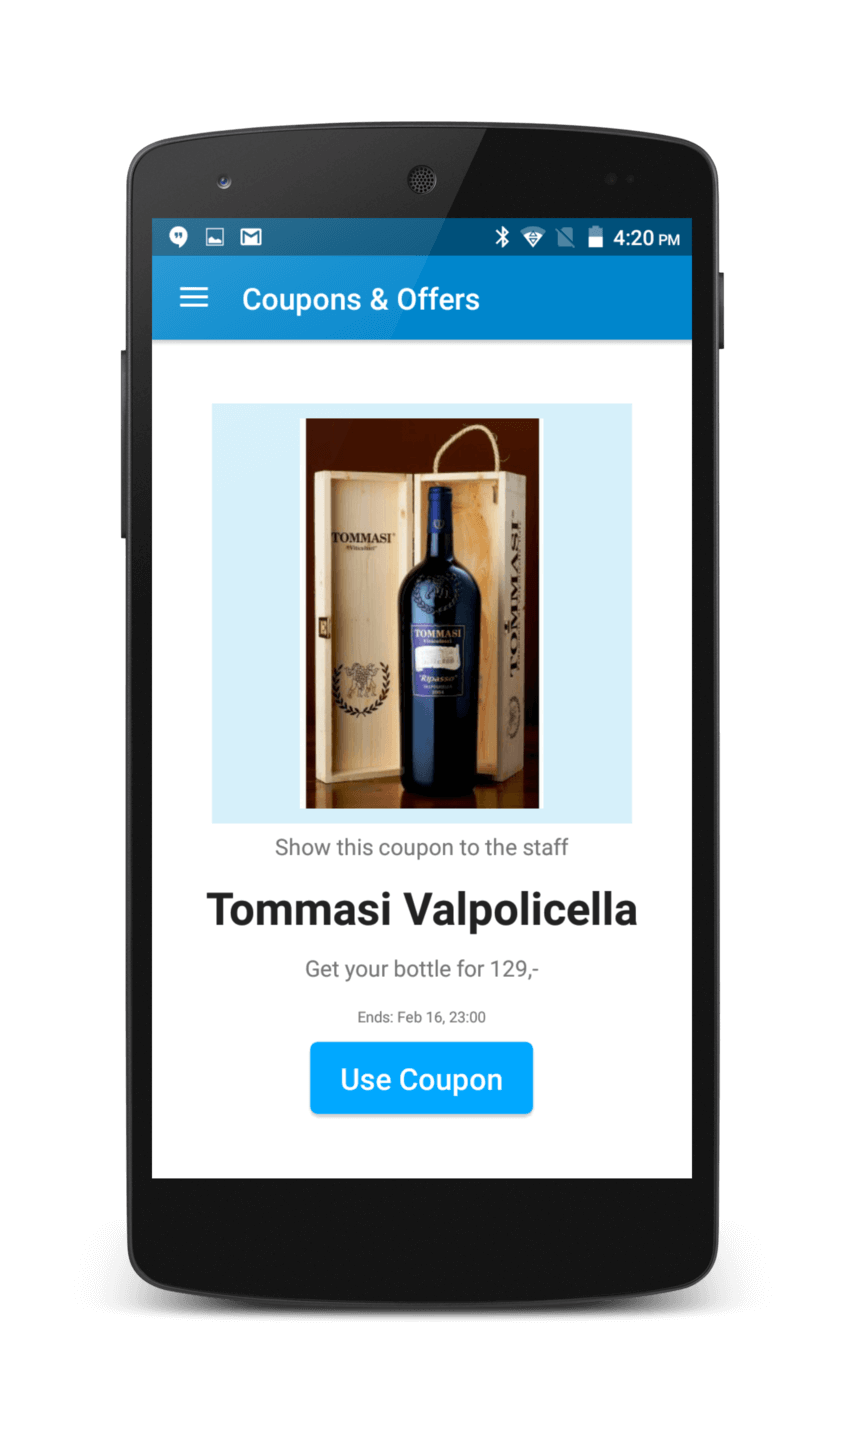 4:20 PM
Coupons & Offers
TOMMASI
TOMMASI
TOMMASI
"Ripasso"
Show this coupon to the staff
Tommasi Valpolicella
Get your bottle for 129,-
Ends: Feb 16, 23:00
Use Coupon